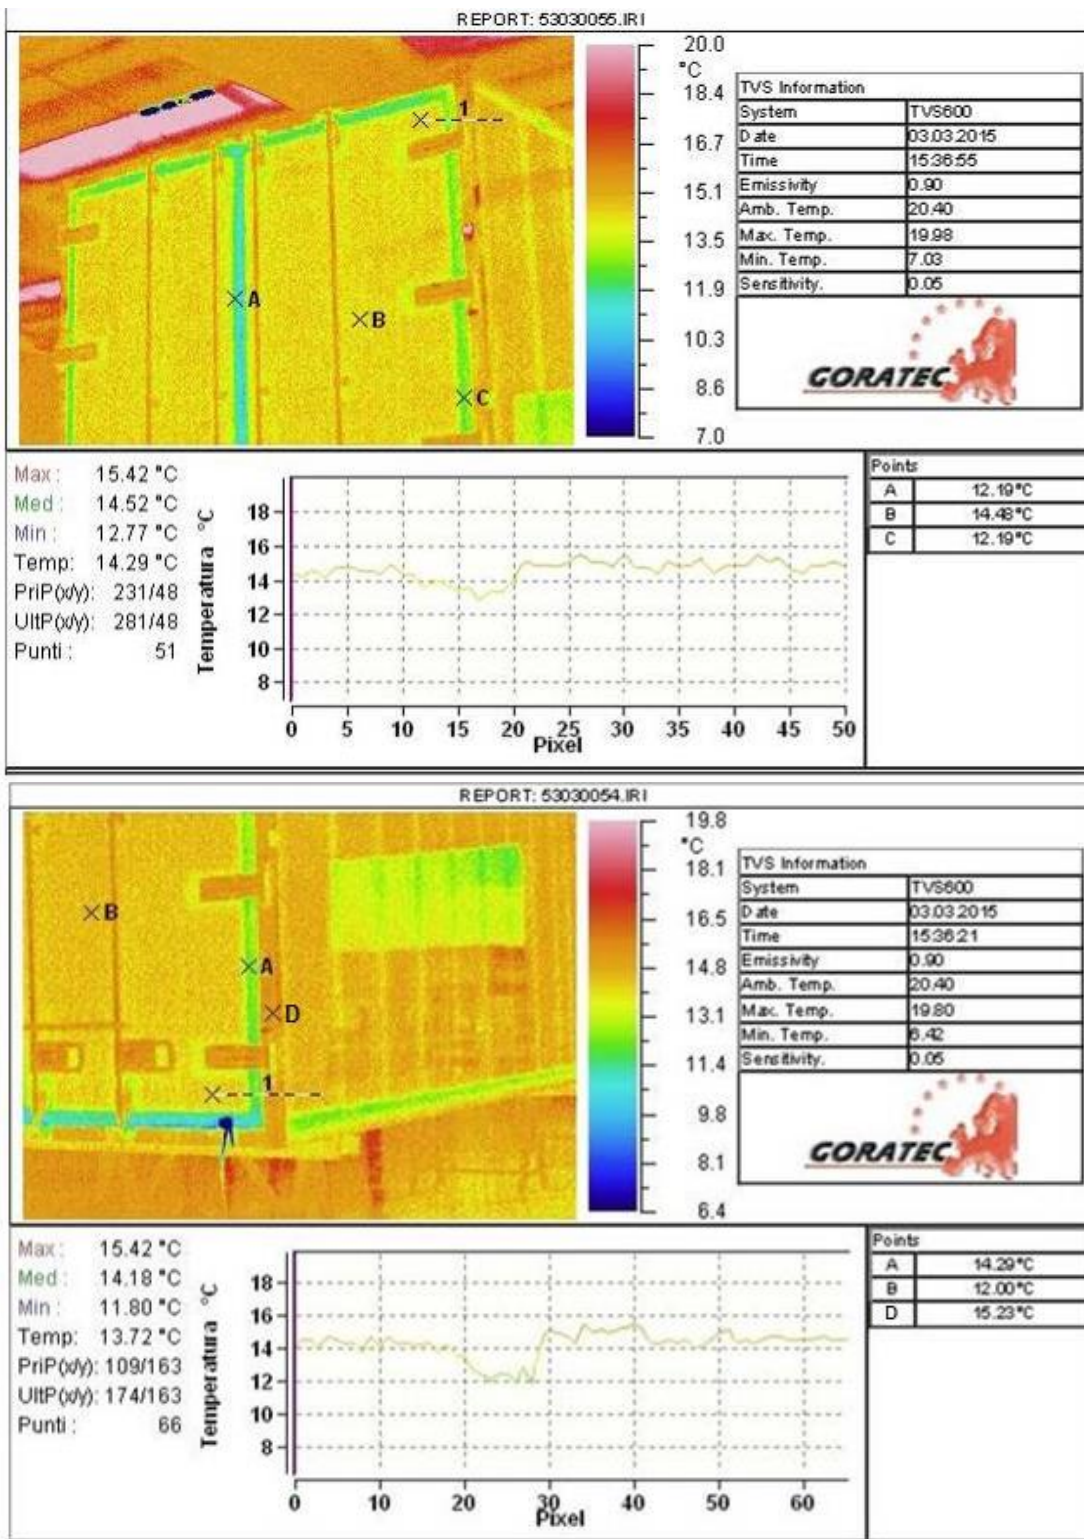 REPORT: 53030055.IRI
1
A
B
C
20.0
°C
18.4
16.7
15.1
13.5
11.9
10.3
8.6
7.0
TVS Information
System TVS600
Date 03.03.2015
Time 15:36:55
Emissivity 0.90
Amb. Temp. 20.40
Max. Temp. 19.98
Min. Temp. 7.03
Sensitivity. 0.05
GORATEC
Max : 15.42 °C
Med : 14.52 °C
Min : 12.77 °C
Temp: 14.29 °C
PriP(x/y): 231/48
UltP(x/y): 281/48
Punti : 51
Temperatura °C
18
16
14
12
10
8
0 5 10 15 20 25 30 35 40 45 50
Pixel
Points
A 12.19°C
B 14.48°C
C 12.19°C
REPORT: 53030054.IRI
B
A
D
1
19.8
°C
18.1
16.5
14.8
13.1
11.4
9.8
8.1
6.4
TVS Information
System TVS600
Date 03.03.2015
Time 15:36:21
Emissivity 0.90
Amb. Temp. 20.40
Max. Temp. 19.80
Min. Temp. 6.42
Sensitivity. 0.05
GORATEC
Max : 15.42 °C
Med : 14.18 °C
Min : 11.80 °C
Temp: 13.72 °C
PriP(x/y): 109/163
UltP(x/y): 174/163
Punti : 66
Temperatura °C
18
16
14
12
10
8
0 10 20 30 40 50 60
Pixel
Points
A 14.29°C
B 12.00°C
D 15.23°C